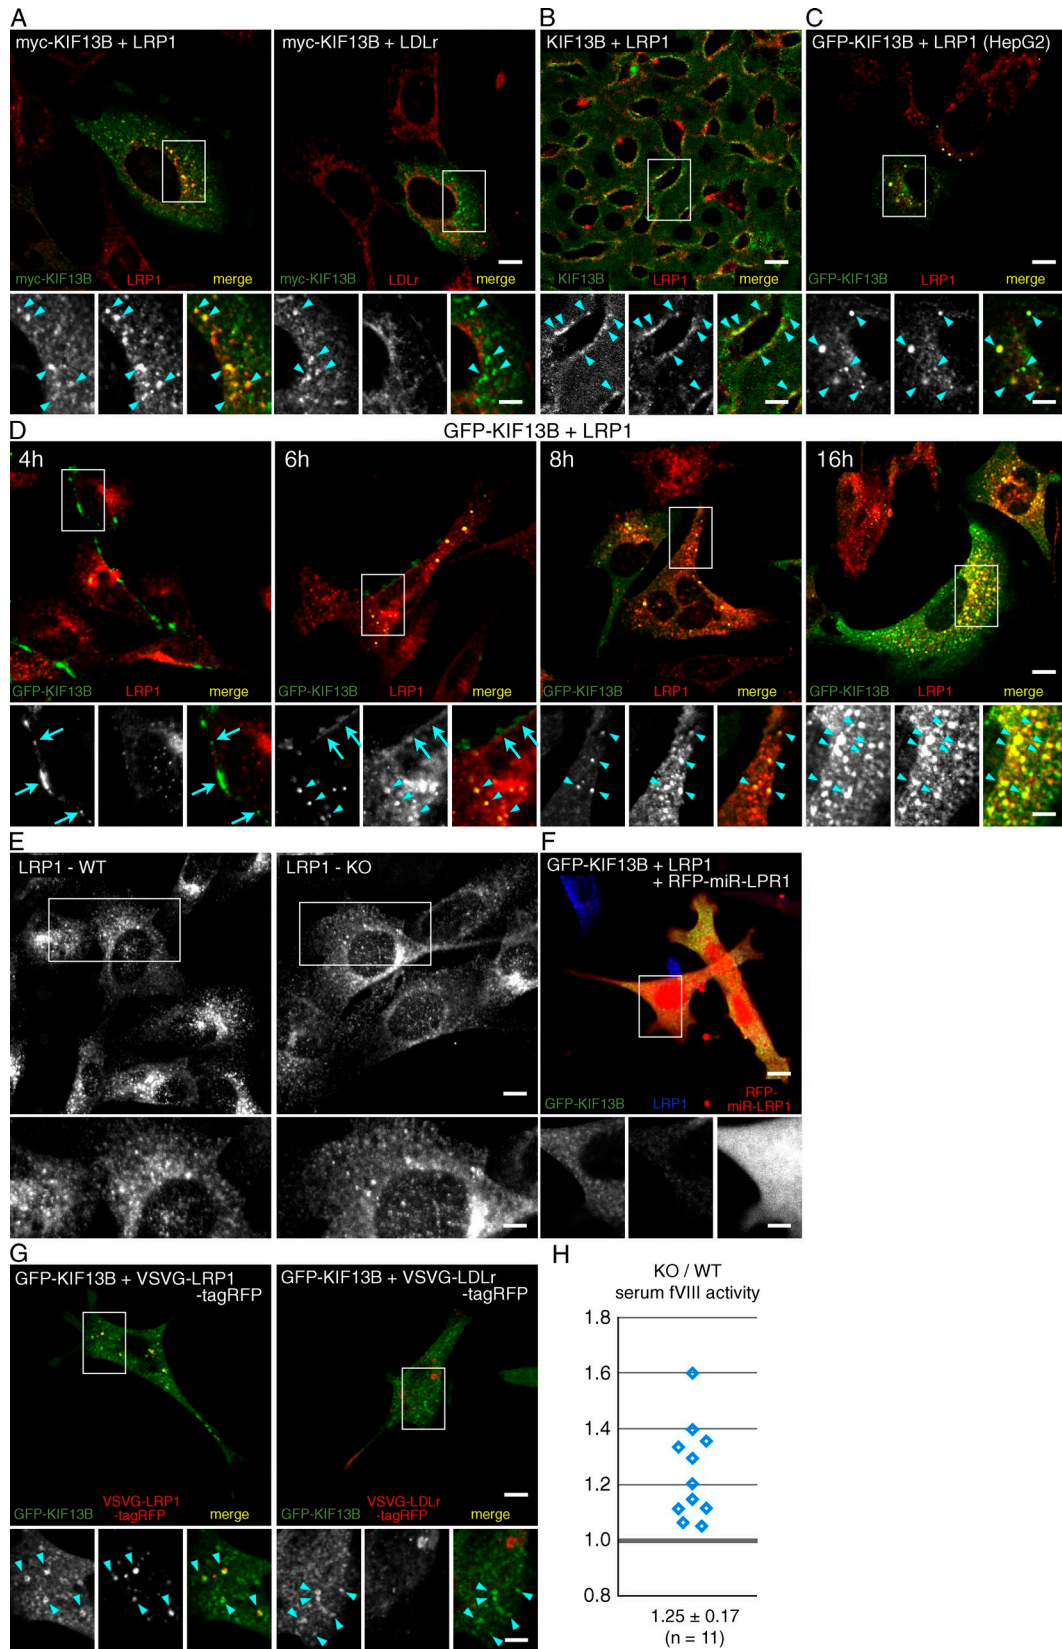 A
myc-KIF13B + LRP1
myc-KIF13B LRP1 merge
myc-KIF13B + LDLr
myc-KIF13B LDLr merge
B
KIF13B + LRP1
KIF13B LRP1 merge
C
GFP-KIF13B + LRP1 (HepG2)
GFP-KIF13B LRP1 merge
D
GFP-KIF13B + LRP1
4h
GFP-KIF13B LRP1 merge
6h
GFP-KIF13B LRP1 merge
8h
GFP-KIF13B LRP1 merge
16h
GFP-KIF13B LRP1 merge
E
LRP1 - WT
LRP1 - KO
F
GFP-KIF13B + LRP1
+ RFP-miR-LPR1
GFP-KIF13B LRP1 RFP-
miR-LRP1
G
GFP-KIF13B + VSVG-LRP1
-tagRFP
GFP-KIF13B VSVG-LRP1
-tagRFP merge
GFP-KIF13B + VSVG-LDLr
-tagRFP
GFP-KIF13B VSVG-LDLr
-tagRFP merge
H
KO / WT
serum fVIII activity
1.8
1.6
1.4
1.2
1.0
0.8
1.25 ± 0.17
(n = 11)